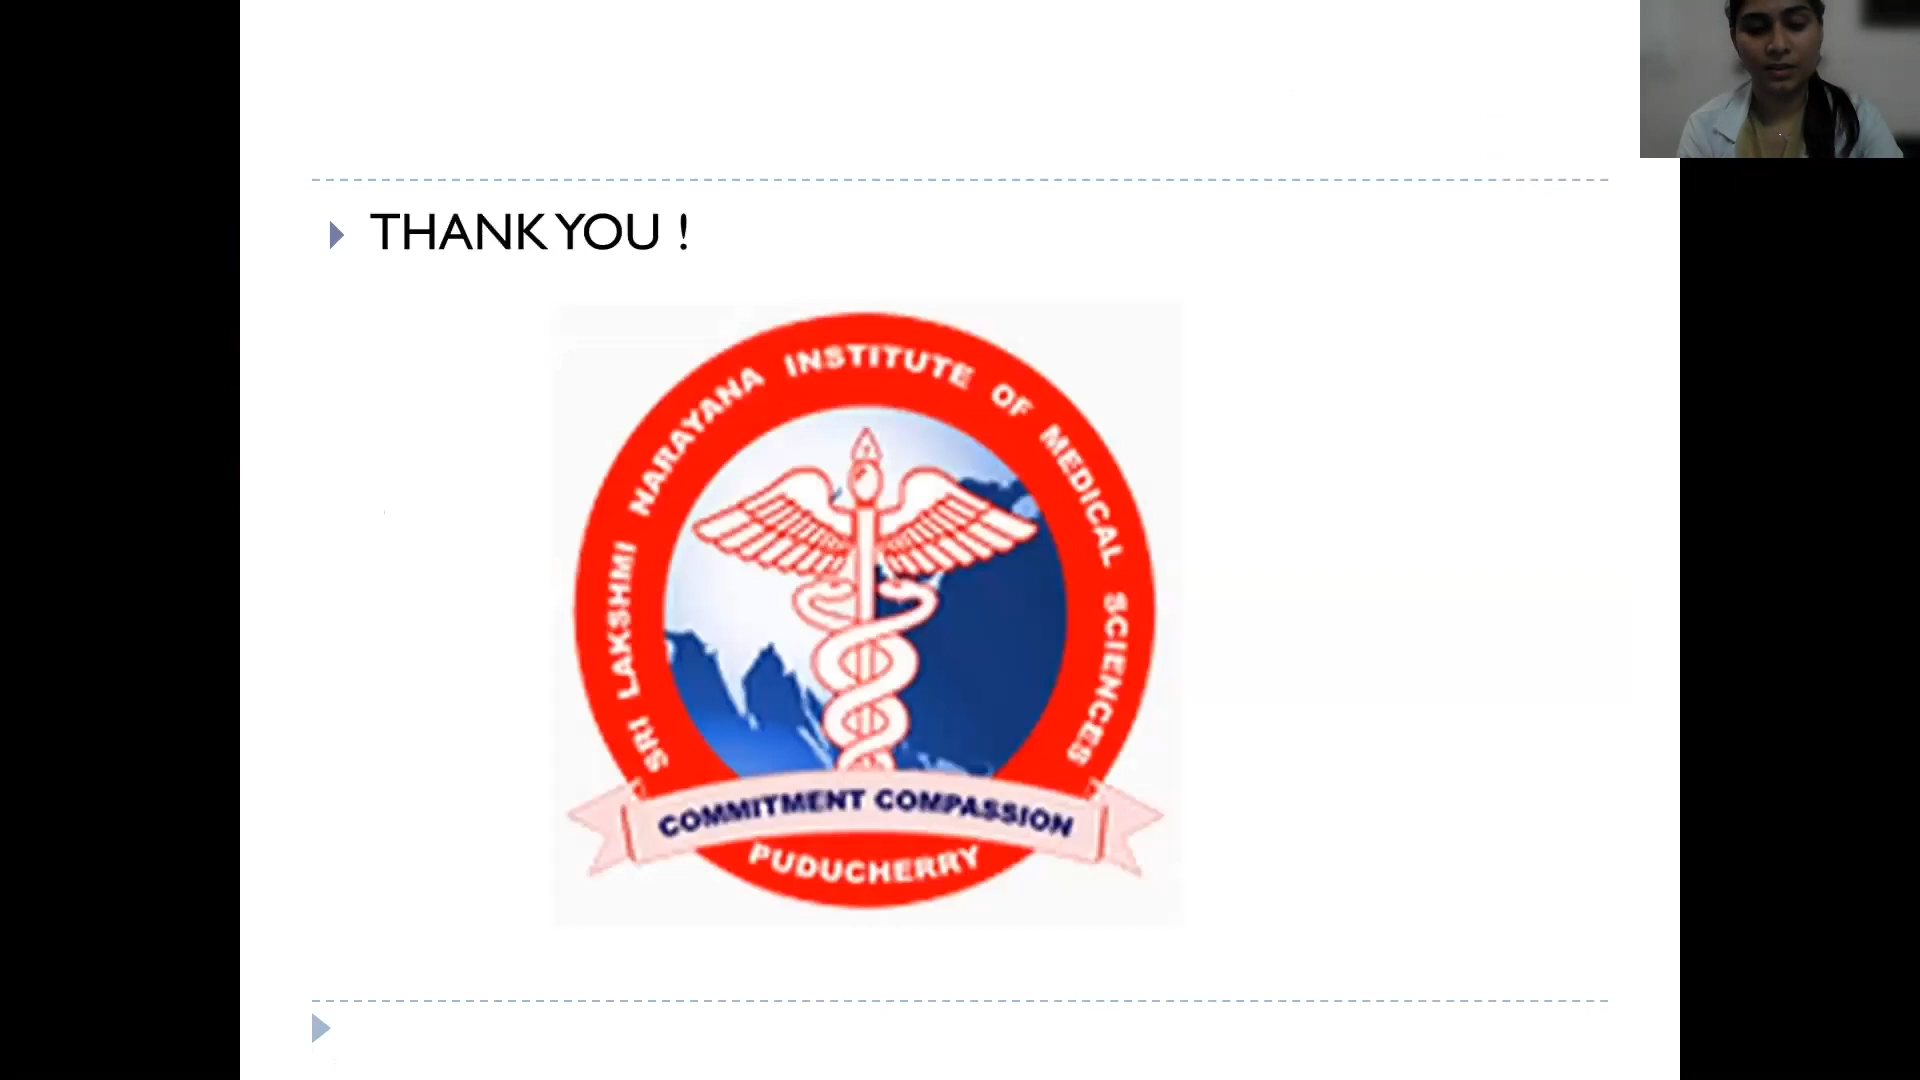 THANK YOU !
SRI LAKSHMI NARAYANA INSTITUTE OF MEDICAL SCIENCES
COMMITMENT COMPASSION
PUDUCHERRY